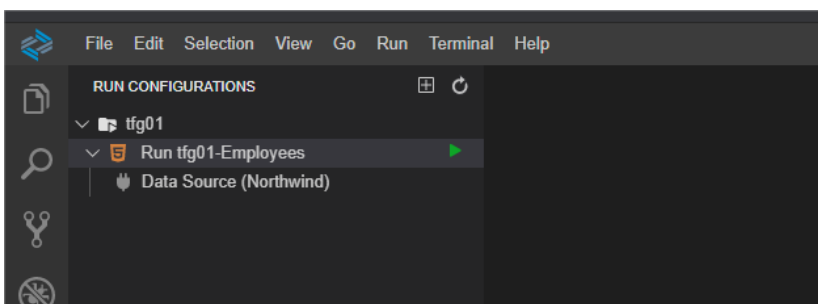 File Edit Selection View Go Run Terminal Help
RUN CONFIGURATIONS
tfg01
Run tfg01-Employees
Data Source (Northwind)